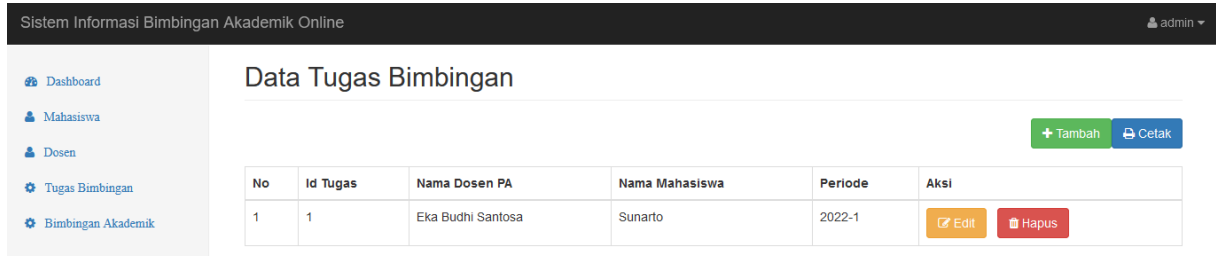 Sistem Informasi Bimbingan Akademik Online admin
Dashboard
Mahasiswa
Dosen
Tugas Bimbingan
Bimbingan Akademik
Data Tugas Bimbingan
Tambah Cetak
No Id Tugas Nama Dosen PA Nama Mahasiswa Periode Aksi
1 1 Eka Budhi Santosa Sunarto 2022-1 Edit Hapus